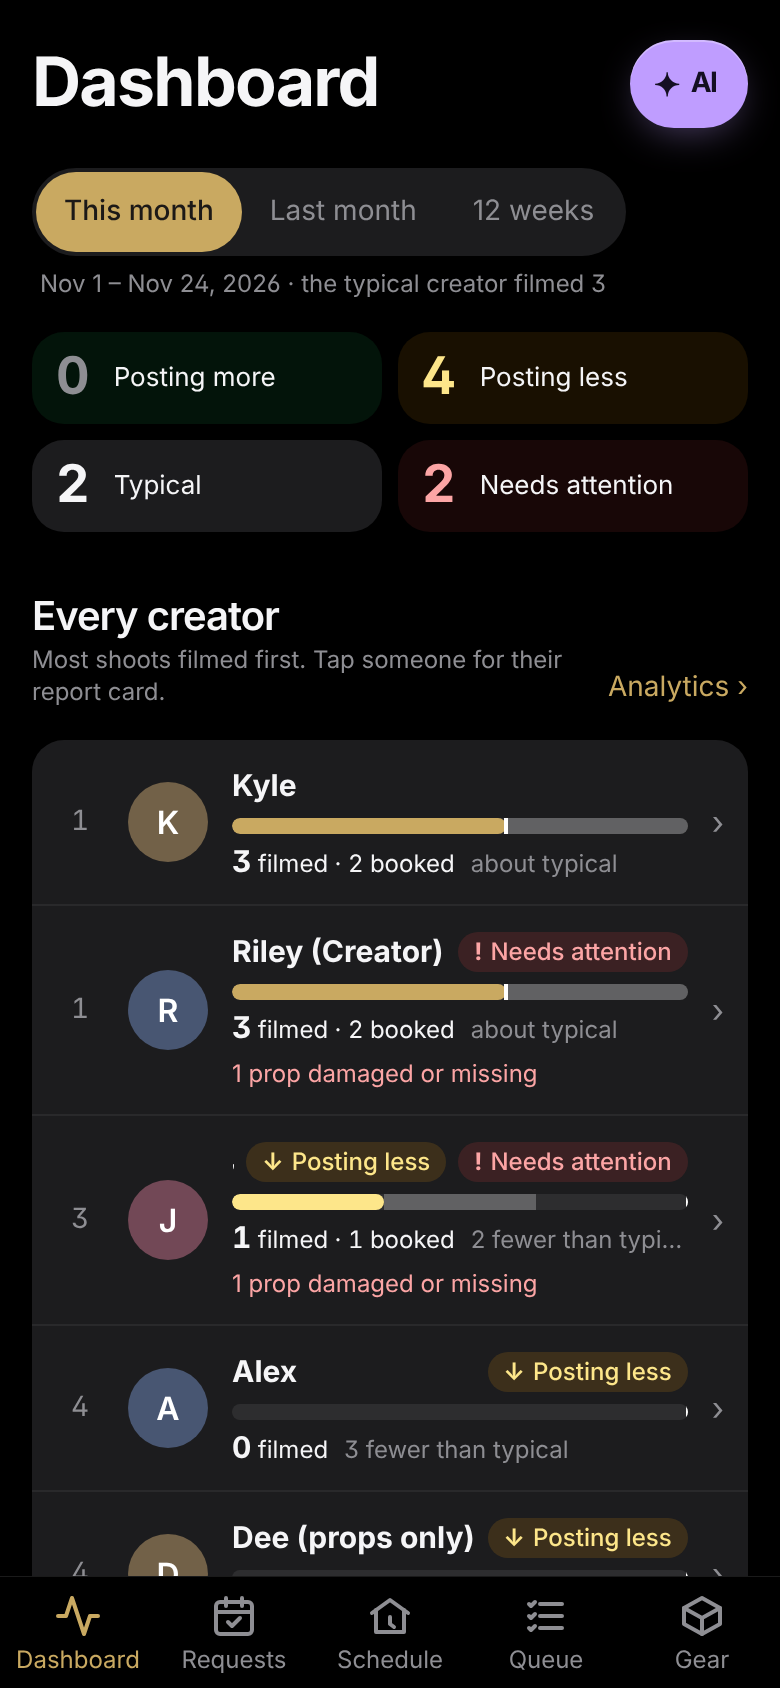 Dashboard
AI
This month
Last month
12 weeks
Nov 1 – Nov 24, 2026 · the typical creator filmed 3
0 Posting more
4 Posting less
2 Typical
2 Needs attention
Every creator
Most shoots filmed first. Tap someone for their
report card.
Analytics ›
1
K
Kyle
3 filmed · 2 booked about typical
1
R
Riley (Creator)
! Needs attention
3 filmed · 2 booked about typical
1 prop damaged or missing
3
J
↓ Posting less
! Needs attention
1 filmed · 1 booked 2 fewer than typi…
1 prop damaged or missing
4
A
Alex
↓ Posting less
0 filmed 3 fewer than typical
4
D
Dee (props only)
↓ Posting less
Dashboard
Requests
Schedule
Queue
Gear